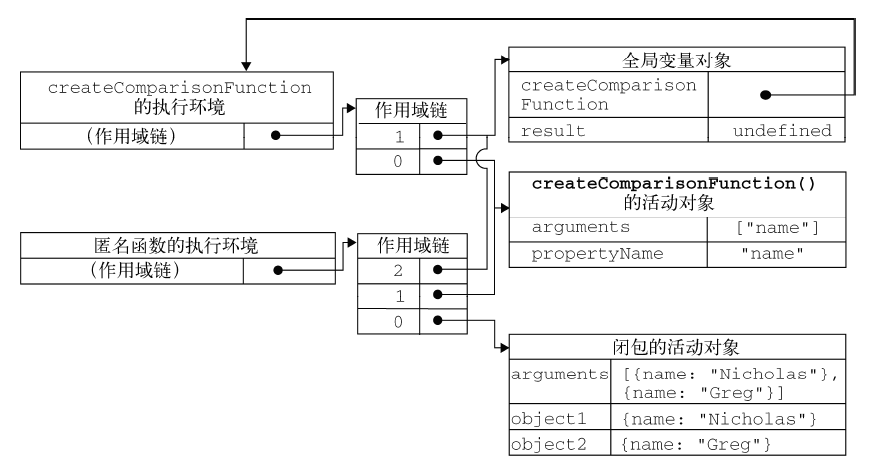 createComparisonFunction
的执行环境
(作用域链)
作用域链
1
0
全局变量对象
createComparison
Function
result undefined
createComparisonFunction()
的活动对象
arguments ["name"]
propertyName "name"
匿名函数的执行环境
(作用域链)
作用域链
2
1
0
闭包的活动对象
arguments [{name: "Nicholas"},
{name: "Greg"}]
object1 {name: "Nicholas"}
object2 {name: "Greg"}